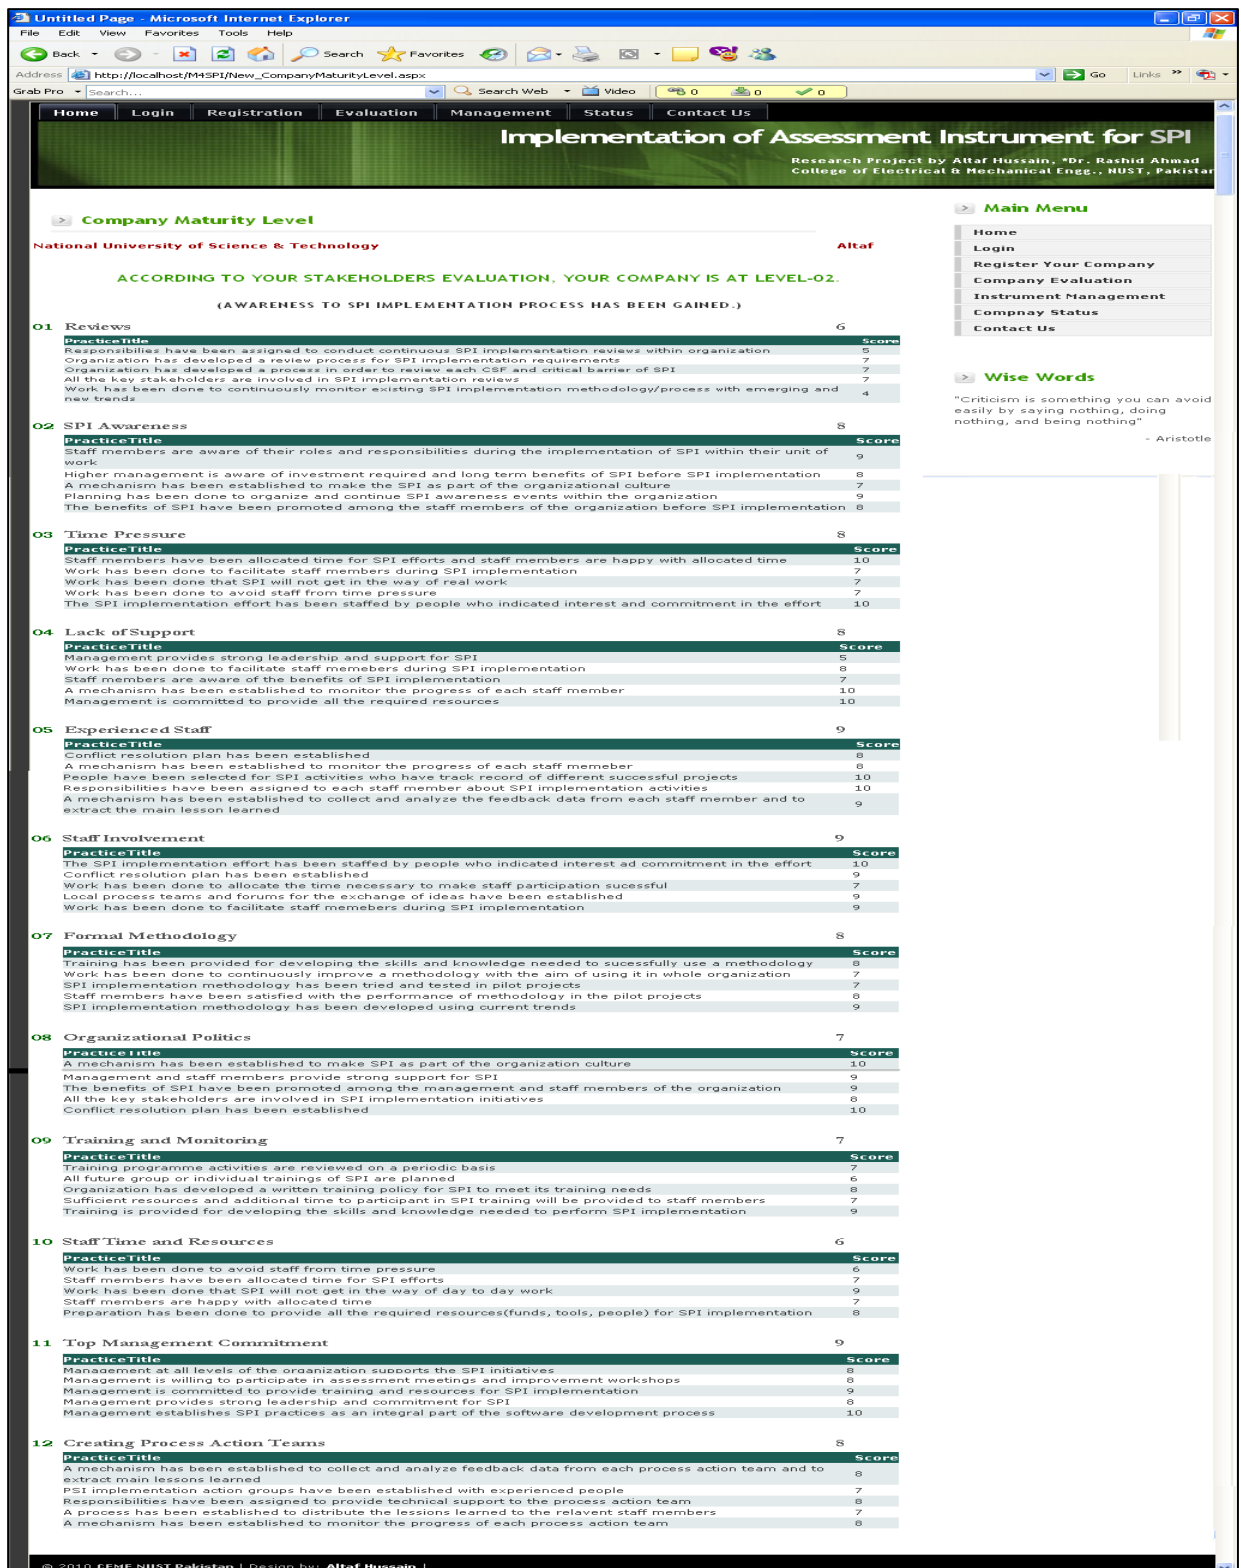 Untitled Page - Microsoft Internet Explorer
File Edit View Favorites Tools Help
Back Search Favorites
Address http://localhost/M4SPI/New_CompanyMaturityLevel.aspx Go Links »
Grab Pro Search... Search Web Video 0 0 0
Home Login Registration Evaluation Management Status Contact Us
Implementation of Assessment Instrument for SPI
Research Project by Altaf Hussain, *Dr. Rashid Ahmad
College of Electrical & Mechanical Engg., NUST, Pakistan
Company Maturity Level
National University of Science & Technology Altaf
ACCORDING TO YOUR STAKEHOLDERS EVALUATION, YOUR COMPANY IS AT LEVEL-02.
(AWARENESS TO SPI IMPLEMENTATION PROCESS HAS BEEN GAINED.)
01 Reviews 6
PracticeTitle Score
Responsibilies have been assigned to conduct continuous SPI implementation reviews within organization 5
Organization has developed a review process for SPI implementation requirements 7
Organization has developed a process in order to review each CSF and critical barrier of SPI 7
All the key stakeholders are involved in SPI implementation reviews 7
Work has been done to continuously monitor existing SPI implementation methodology/process with emerging and
new trends 4
02 SPI Awareness 8
PracticeTitle Score
Staff members are aware of their roles and responsibilities during the implementation of SPI within their unit of
work 9
Higher management is aware of investment required and long term benefits of SPI before SPI implementation 8
A mechanism has been established to make the SPI as part of the organizational culture 7
Planning has been done to organize and continue SPI awareness events within the organization 9
The benefits of SPI have been promoted among the staff members of the organization before SPI implementation 8
03 Time Pressure 8
PracticeTitle Score
Staff members have been allocated time for SPI efforts and staff members are happy with allocated time 10
Work has been done to facilitate staff members during SPI implementation 7
Work has been done that SPI will not get in the way of real work 7
Work has been done to avoid staff from time pressure 7
The SPI implementation effort has been staffed by people who indicated interest and commitment in the effort 10
04 Lack of Support 8
PracticeTitle Score
Management provides strong leadership and support for SPI 5
Work has been done to facilitate staff memebers during SPI implementation 8
Staff members are aware of the benefits of SPI implementation 7
A mechanism has been established to monitor the progress of each staff member 10
Management is committed to provide all the required resources 10
05 Experienced Staff 9
PracticeTitle Score
Conflict resolution plan has been established 8
A mechanism has been established to monitor the progress of each staff memeber 8
People have been selected for SPI activities who have track record of different successful projects 10
Responsibilities have been assigned to each staff member about SPI implementation activities 10
A mechanism has been established to collect and analyze the feedback data from each staff member and to
extract the main lesson learned 9
06 Staff Involvement 9
PracticeTitle Score
The SPI implementation effort has been staffed by people who indicated interest ad commitment in the effort 10
Conflict resolution plan has been established 9
Work has been done to allocate the time necessary to make staff participation sucessful 7
Local process teams and forums for the exchange of ideas have been established 9
Work has been done to facilitate staff memebers during SPI implementation 9
07 Formal Methodology 8
PracticeTitle Score
Training has been provided for developing the skills and knowledge needed to sucessfully use a methodology 8
Work has been done to continuously improve a methodology with the aim of using it in whole organization 7
SPI implementation methodology has been tried and tested in pilot projects 7
Staff members have been satisfied with the performance of methodology in the pilot projects 8
SPI implementation methodology has been developed using current trends 9
08 Organizational Politics 7
PracticeTitle Score
A mechanism has been established to make SPI as part of the organization culture 10
Management and staff members provide strong support for SPI 9
The benefits of SPI have been promoted among the management and staff members of the organization 9
All the key stakeholders are involved in SPI implementation initiatives 8
Conflict resolution plan has been established 10
09 Training and Monitoring 7
PracticeTitle Score
Training programme activities are reviewed on a periodic basis 7
All future group or individual trainings of SPI are planned 6
Organization has developed a written training policy for SPI to meet its training needs 8
Sufficient resources and additional time to participant in SPI training will be provided to staff members 7
Training is provided for developing the skills and knowledge needed to perform SPI implementation 9
10 Staff Time and Resources 6
PracticeTitle Score
Work has been done to avoid staff from time pressure 6
Staff members have been allocated time for SPI efforts 7
Work has been done that SPI will not get in the way of day to day work 9
Staff members are happy with allocated time 7
Preparation has been done to provide all the required resources(funds, tools, people) for SPI implementation 8
11 Top Management Commitment 9
PracticeTitle Score
Management at all levels of the organization supports the SPI initiatives 8
Management is willing to participate in assessment meetings and improvement workshops 8
Management is committed to provide training and resources for SPI implementation 9
Management provides strong leadership and commitment for SPI 8
Management establishes SPI practices as an integral part of the software development process 10
12 Creating Process Action Teams 8
PracticeTitle Score
A mechanism has been established to collect and analyze feedback data from each process action team and to
extract main lessons learned 8
PSI implementation action groups have been established with experienced people 7
Responsibilities have been assigned to provide technical support to the process action team 8
A process has been established to distribute the lessions learned to the relavent staff members 7
A mechanism has been established to monitor the progress of each process action team 8
Main Menu
Home
Login
Register Your Company
Company Evaluation
Instrument Management
Compnay Status
Contact Us
Wise Words
"Criticism is something you can avoid
easily by saying nothing, doing
nothing, and being nothing"
- Aristotle
© 2010 CEME NUST Pakistan | Design by: Altaf Hussain |